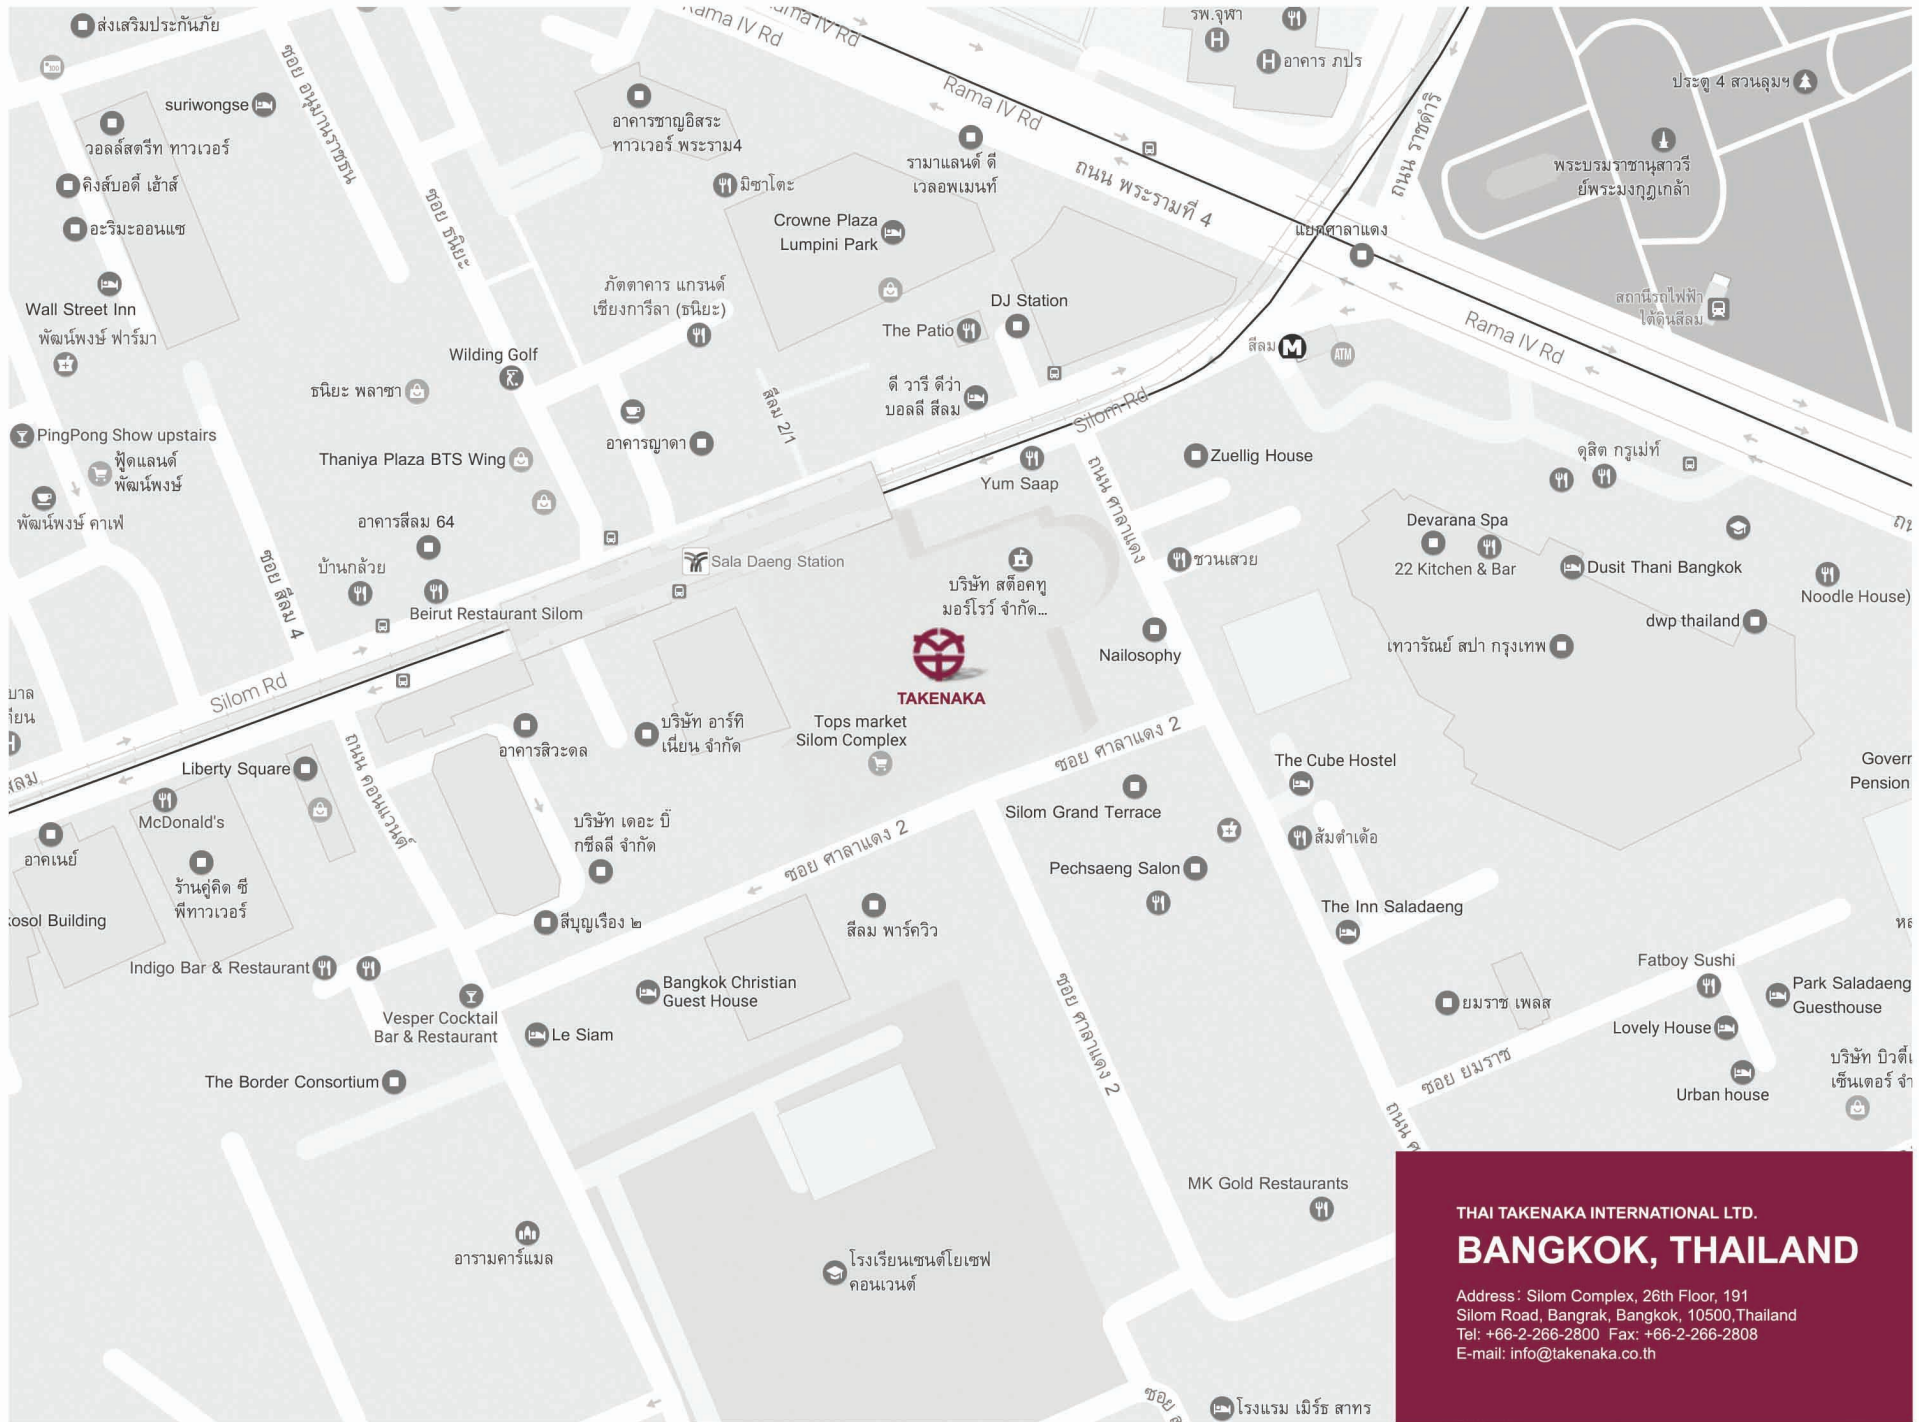 ส่งเสริมประกันภัย
suriwongse
วอลล์สตรีท ทาวเวอร์
คิงส์บอดี้ เฮ้าส์
อะริมะออนแซ
Wall Street Inn
พัฒน์พงษ์ ฟาร์มา
ซอย อนุมานราชธน
ซอย ธนิยะ
อาคารชาญอิสระ
ทาวเวอร์ พระราม4
มิซาโตะ
Rama IV Rd
Rama IV Rd
Rama IV Rd
รพ.จุฬา
อาคาร ภปร
รามาแลนด์ ดี
เวลอพเมนท์
ถนน พระรามที่ 4
ถนน ราชดำริ
ประตู 4 สวนลุมฯ
พระบรมราชานุสาวรี
ย์พระมงกุฎเกล้า
แยกศาลาแดง
Crowne Plaza
Lumpini Park
ภัตตาคาร แกรนด์
เชียงการีลา (ธนิยะ)
DJ Station
The Patio
สถานีรถไฟฟ้า
ใต้ดินสีลม
Rama IV Rd
สีลม
M
ATM
Wilding Golf
ธนิยะ พลาซา
ดี วารี ดีว่า
บอลลี สีลม
สีลม 2/1
Silom Rd
PingPong Show upstairs
ฟู้ดแลนด์
พัฒน์พงษ์
พัฒน์พงษ์ คาเฟ่
Thaniya Plaza BTS Wing
อาคารญาดา
Yum Saap
Zuellig House
ดุสิต กรูเม่ท์
ถนน ศาลาแดง
อาคารสีลม 64
บ้านกล้วย
Beirut Restaurant Silom
ซอย สีลม 4
Sala Daeng Station
บริษัท สต็อคทู
มอร์โรว์ จำกัด...
ชวนเสวย
Devarana Spa
22 Kitchen & Bar
Dusit Thani Bangkok
Noodle House)
dwp thailand
เทวารัณย์ สปา กรุงเทพ
Nailosophy
TAKENAKA
Silom Rd
อาคารสิวะดล
บริษัท อาร์ทิ
เนี่ยน จำกัด
Tops market
Silom Complex
ซอย ศาลาแดง 2
The Cube Hostel
Liberty Square
ถนน คอนแวนต์
McDonald's
อาคเนย์
ร้านคู่คิด ซี
พีทาวเวอร์
บริษัท เดอะ บิ๊
กชิลลี่ จำกัด
ซอย ศาลาแดง 2
Silom Grand Terrace
ส้มตำเด้อ
Pechsaeng Salon
Govern
Pension
kosol Building
สีบุญเรือง ๒
สีลม พาร์ควิว
The Inn Saladaeng
Indigo Bar & Restaurant
Vesper Cocktail
Bar & Restaurant
Bangkok Christian
Guest House
Le Siam
Fatboy Sushi
Park Saladaeng
Guesthouse
ยมราช เพลส
Lovely House
ซอย ศาลาแดง 2
ซอย ยมราช
Urban house
The Border Consortium
MK Gold Restaurants
อารามคาร์แมล
โรงเรียนเซนต์โยเซฟ
คอนเวนต์
โรงแรม เมิร์ธ สาทร
THAI TAKENAKA INTERNATIONAL LTD.
BANGKOK, THAILAND
Address: Silom Complex, 26th Floor, 191
Silom Road, Bangrak, Bangkok, 10500,Thailand
Tel: +66-2-266-2800 Fax: +66-2-266-2808
E-mail: info@takenaka.co.th